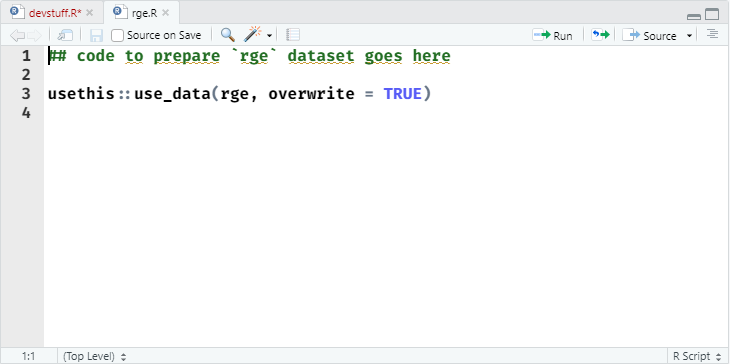 devstuff.R* rge.R
Source on Save Run Source
1 ## code to prepare `rge` dataset goes here
2
3 usethis::use_data(rge, overwrite = TRUE)
4
1:1 (Top Level) R Script